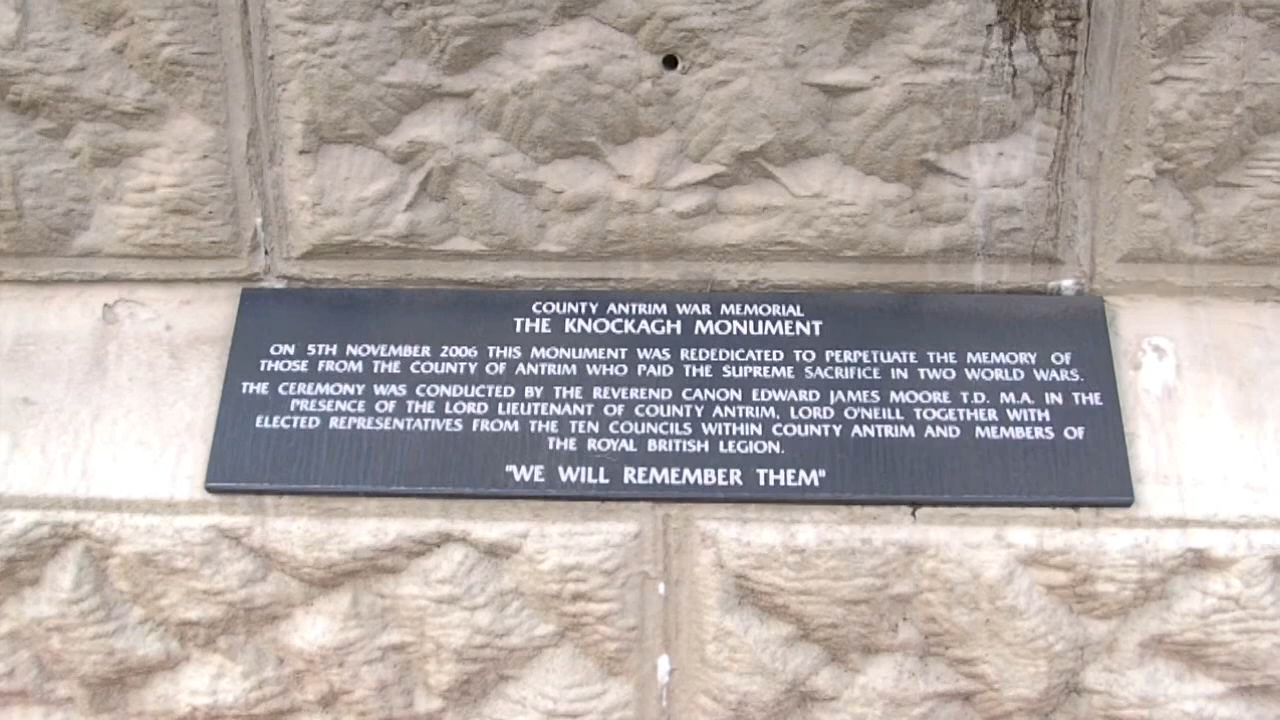 COUNTY ANTRIM WAR MEMORIAL
THE KNOCKAGH MONUMENT
ON 5TH NOVEMBER 2006 THIS MONUMENT WAS REDEDICATED TO PERPETUATE THE MEMORY OF
THOSE FROM THE COUNTY OF ANTRIM WHO PAID THE SUPREME SACRIFICE IN TWO WORLD WARS.
THE CEREMONY WAS CONDUCTED BY THE REVEREND CANON EDWARD JAMES MOORE T.D. M.A. IN THE
PRESENCE OF THE LORD LIEUTENANT OF COUNTY ANTRIM, LORD O'NEILL TOGETHER WITH
ELECTED REPRESENTATIVES FROM THE TEN COUNCILS WITHIN COUNTY ANTRIM AND MEMBERS OF
THE ROYAL BRITISH LEGION.
"WE WILL REMEMBER THEM"